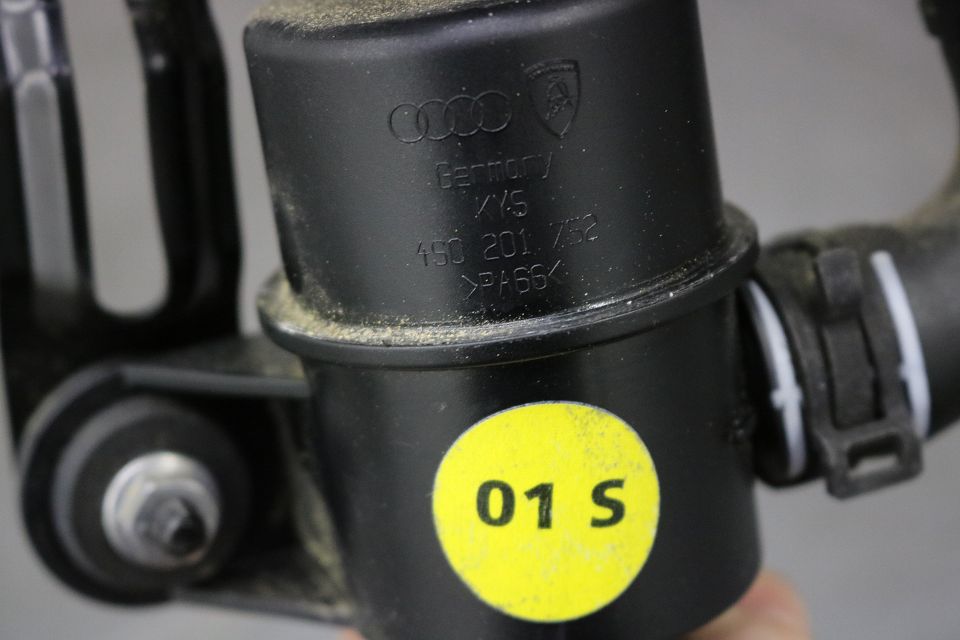 Germany
KYS
4S0 201 752
>PA66<
01 S